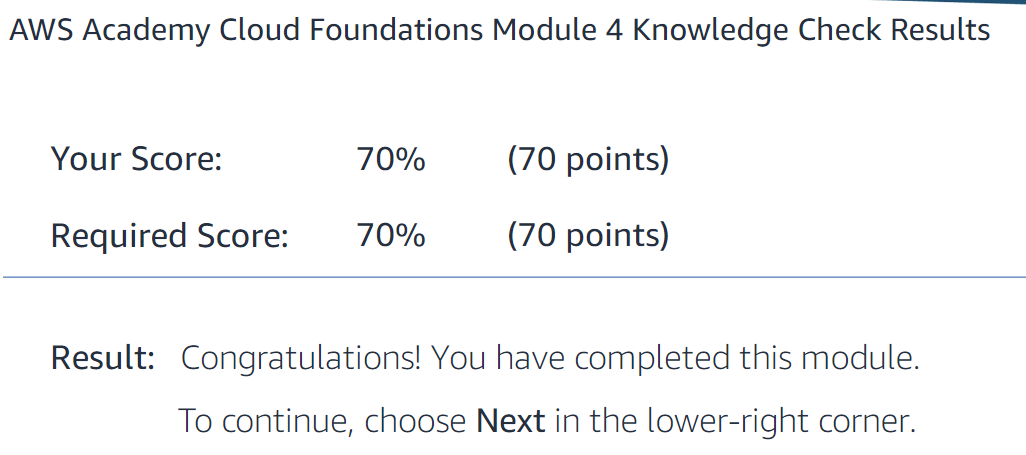 AWS Academy Cloud Foundations Module 4 Knowledge Check Results
Your Score: 70% (70 points)
Required Score: 70% (70 points)
Result: Congratulations! You have completed this module.
To continue, choose Next in the lower-right corner.